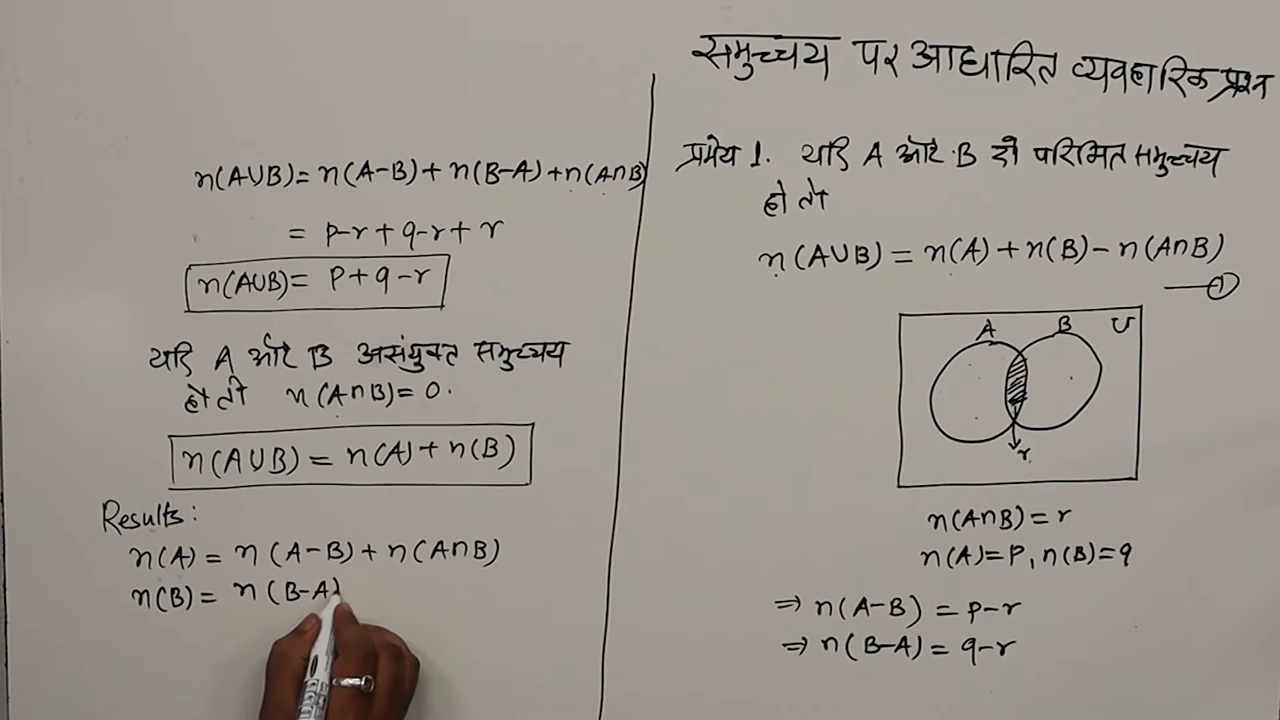 समुच्चय पर आधारित व्यवहारिक प्रश्न
प्रमेय 1. यदि A और B दो परिमित समुच्चय
हो तो
n(A∪B) = n(A) + n(B) - n(A∩B)
①
A B U
r
n(A∩B) = r
n(A) = P, n(B) = q
⇒ n(A-B) = p-r
⇒ n(B-A) = q-r
n(A∪B) = n(A-B) + n(B-A) + n(A∩B)
= p-r + q-r + r
n(A∪B) = P + q - r
यदि A और B असंयुक्त समुच्चय
हो तो n(A∩B) = 0.
n(A∪B) = n(A) + n(B)
Results:
n(A) = n(A-B) + n(A∩B)
n(B) = n(B-A)